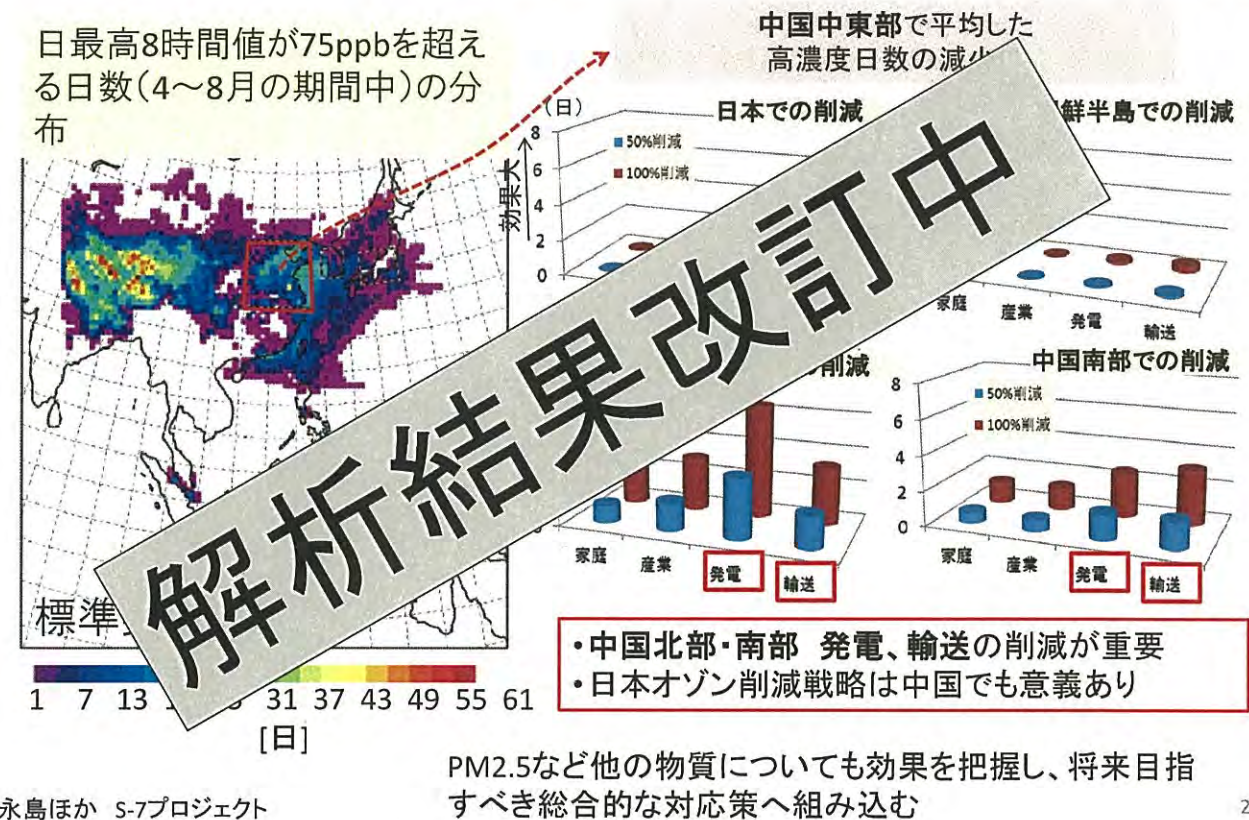 日最高8時間値が75ppbを超え
る日数（4～8月の期間中）の分
布
中国中東部で平均した
高濃度日数の減少
（日）
日本での削減
鮮半島での削減
効果大
8
6
4
2
0
50%削減
100%削減
家庭
産業
発電
輸送
の削減
家庭
産業
発電
輸送
中国南部での削減
8
6
4
2
0
50%削減
100%削減
家庭
産業
発電
輸送
解析結果改訂中
標準
1 7 13 31 37 43 49 55 61
[日]
・中国北部・南部 発電、輸送の削減が重要
・日本オゾン削減戦略は中国でも意義あり
PM2.5など他の物質についても効果を把握し、将来目指
すべき総合的な対応策へ組み込む
永島ほか S-7プロジェクト
2